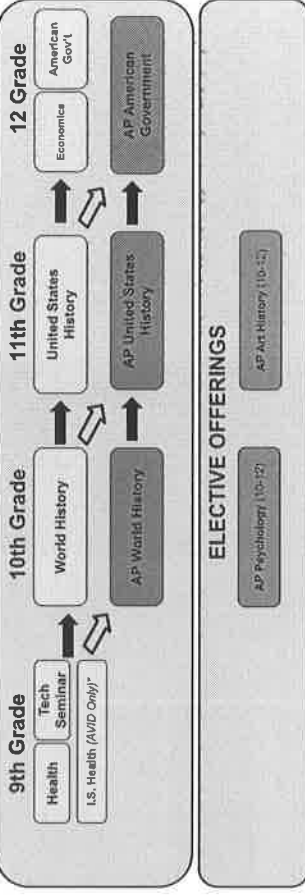 9th Grade
10th Grade
11th Grade
12 Grade
Health
Tech
Seminar
I.S. Health (AVID Only)*
World History
AP World History
United States
History
AP United States
History
Economics
American
Gov't
AP American
Government
ELECTIVE OFFERINGS
AP Psychology (10-12)
AP Art History (10-12)